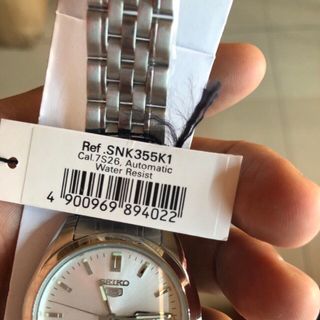 Ref.SNK355K1
Cal.7S26, Automatic
Water Resist
4 900969 894022
SEIKO
5